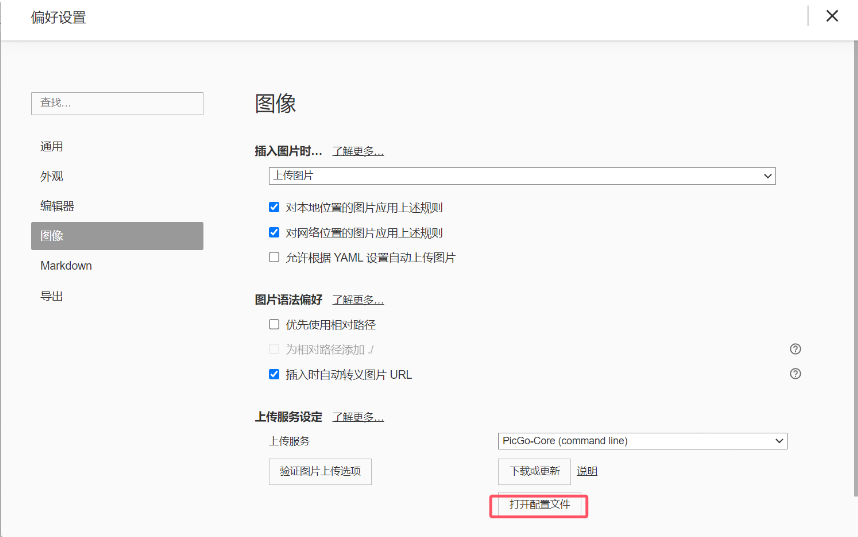 偏好设置
查找...
通用
外观
编辑器
图像
Markdown
导出
图像
插入图片时... 了解更多...
上传图片
对本地位置的图片应用上述规则
对网络位置的图片应用上述规则
允许根据 YAML 设置自动上传图片
图片语法偏好 了解更多...
优先使用相对路径
为相对路径添加 ./
插入时自动转义图片 URL
上传服务设定 了解更多...
上传服务 PicGo-Core (command line)
验证图片上传选项 下载或更新 说明
打开配置文件